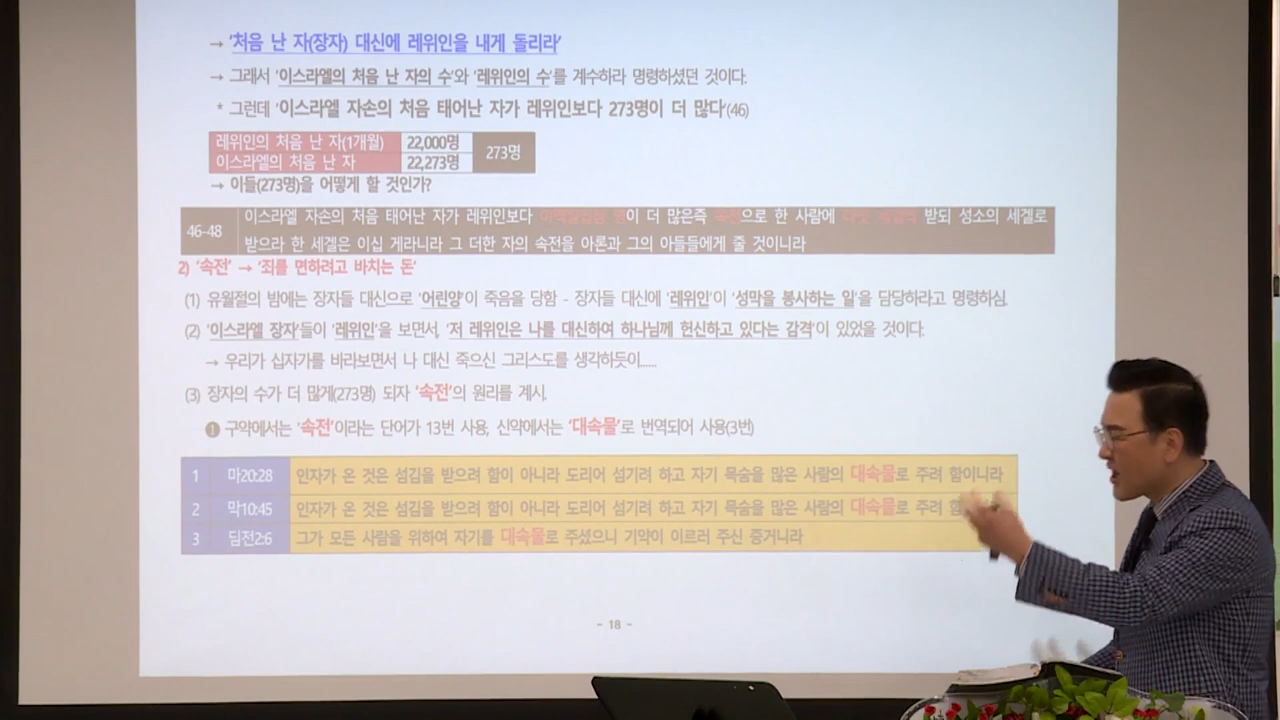 → '처음 난 자(장자) 대신에 레위인을 내게 돌리라'
→ 그래서 '이스라엘의 처음 난 자의 수'와 '레위인의 수'를 계수하라 명령하셨던 것이다.
* 그런데 '이스라엘 자손의 처음 태어난 자가 레위인보다 273명이 더 많다'(46)
레위인의 처음 난 자(1개월) 22,000명 273명
이스라엘의 처음 난 자 22,273명
→ 이들(273명)을 어떻게 할 것인가?
46-48 이스라엘 자손의 처음 태어난 자가 레위인보다 이 더 많은즉 속전으로 한 사람에 받되 성소의 세겔로
받으라 한 세겔은 이십 게라니라 그 더한 자의 속전을 아론과 그의 아들들에게 줄 것이니라
2) '속전' → '죄를 면하려고 바치는 돈'
(1) 유월절의 밤에는 장자들 대신으로 '어린양'이 죽음을 당함 - 장자들 대신에 '레위인'이 '성막을 봉사하는 일'을 담당하라고 명령하심.
(2) '이스라엘 장자'들이 '레위인'을 보면서, '저 레위인은 나를 대신하여 하나님께 헌신하고 있다는 감격'이 있었을 것이다.
→ 우리가 십자가를 바라보면서 나 대신 죽으신 그리스도를 생각하듯이......
(3) 장자의 수가 더 많게(273명) 되자 '속전'의 원리를 계시.
❶ 구약에서는 '속전'이라는 단어가 13번 사용, 신약에서는 '대속물'로 번역되어 사용(3번)
1 마20:28 인자가 온 것은 섬김을 받으려 함이 아니라 도리어 섬기려 하고 자기 목숨을 많은 사람의 대속물로 주려 함이니라
2 막10:45 인자가 온 것은 섬김을 받으려 함이 아니라 도리어 섬기려 하고 자기 목숨을 많은 사람의 대속물로 주려
3 딤전2:6 그가 모든 사람을 위하여 자기를 대속물로 주셨으니 기약이 이르러 주신 증거니라
- 18 -